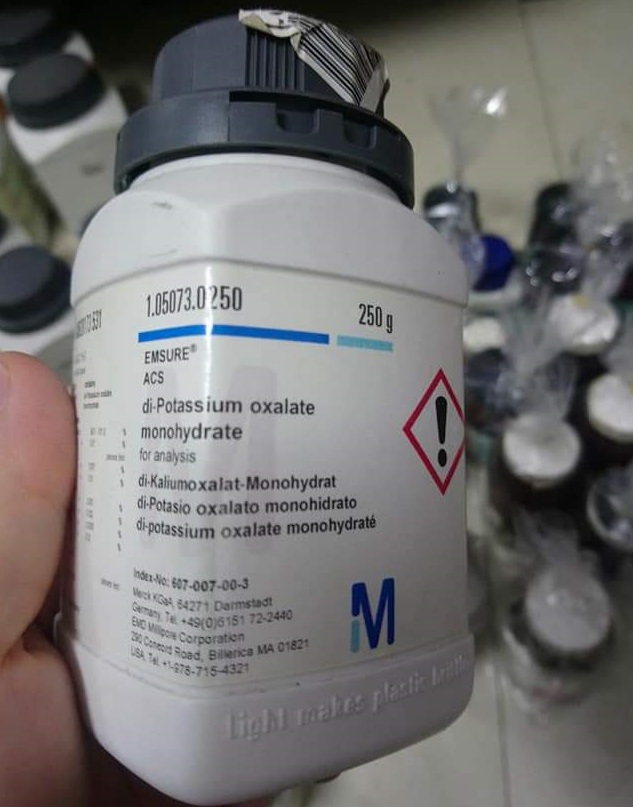 1.05073.0250
250 g
EMSURE®
ACS
di-Potassium oxalate
monohydrate
for analysis
di-Kaliumoxalat-Monohydrat
di-Potasio oxalato monohidrato
di-potassium oxalate monohydraté
Index-No: 607-007-00-3
Merck KGaA, 64271 Darmstadt
Germany, Tel. +49(0)6151 72-2440
EMD Millipore Corporation
290 Concord Road, Billerica MA 01821
USA, Tel. +1-978-715-4321
M
light makes plastic brittle